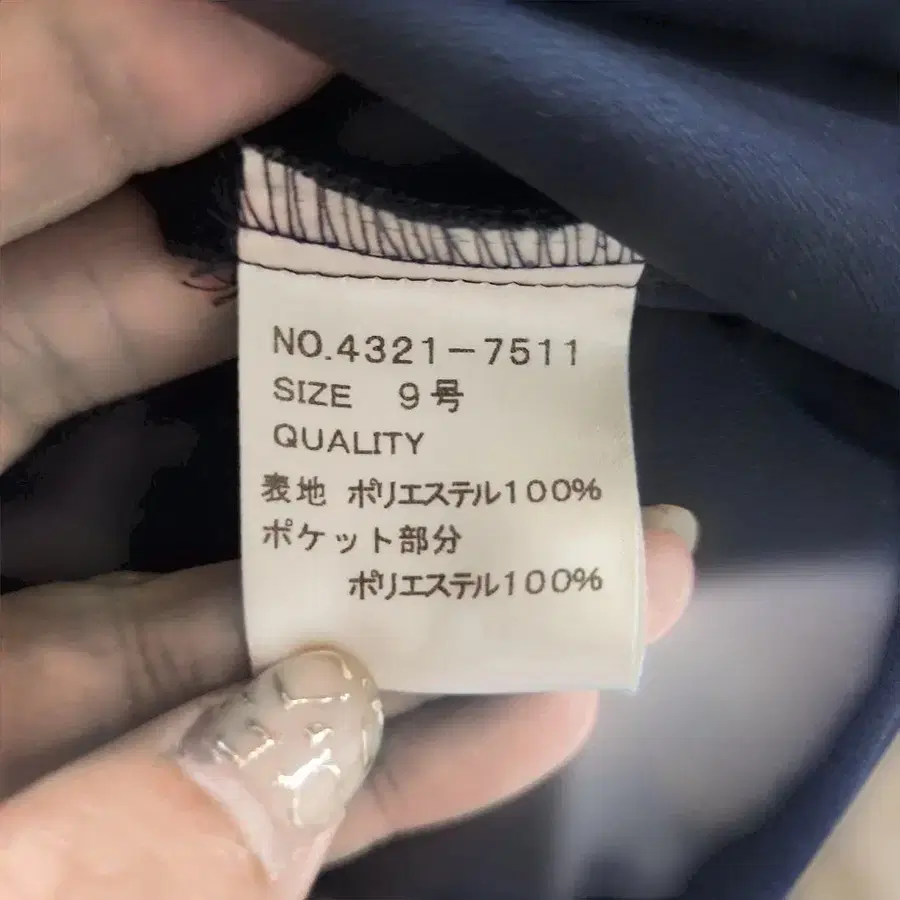 NO.4321-7511
SIZE 9号
QUALITY
表地 ポリエステル100%
ポケット部分
ポリエステル100%